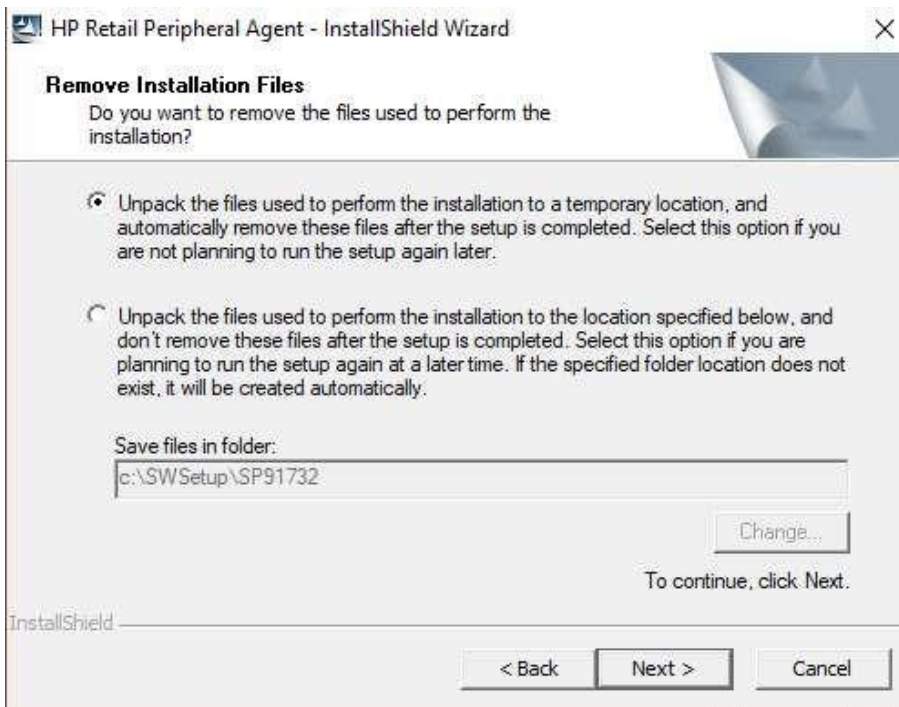 HP Retail Peripheral Agent - InstallShield Wizard
Remove Installation Files
Do you want to remove the files used to perform the
installation?
Unpack the files used to perform the installation to a temporary location, and
automatically remove these files after the setup is completed. Select this option if you
are not planning to run the setup again later.
Unpack the files used to perform the installation to the location specified below, and
don't remove these files after the setup is completed. Select this option if you are
planning to run the setup again at a later time. If the specified folder location does not
exist, it will be created automatically.
Save files in folder:
c:\SWSetup\SP91732
Change...
To continue, click Next.
InstallShield
< Back Next > Cancel